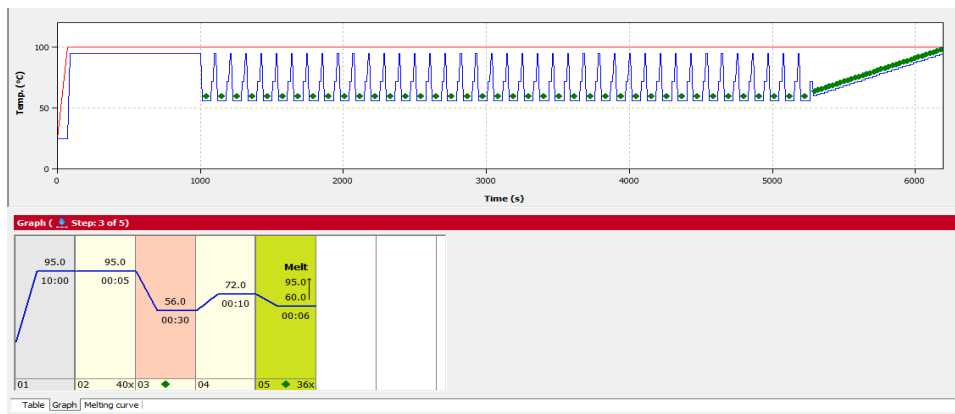 Temp. (°C)
100
50
0
0 1000 2000 3000 4000 5000 6000
Time (s)
Graph ( Step: 3 of 5)
95.0 95.0 56.0 72.0 Melt
95.0
60.0
10:00 00:05 00:30 00:10 00:06
01 02 40x 03 04 05 36x
Table Graph Melting curve